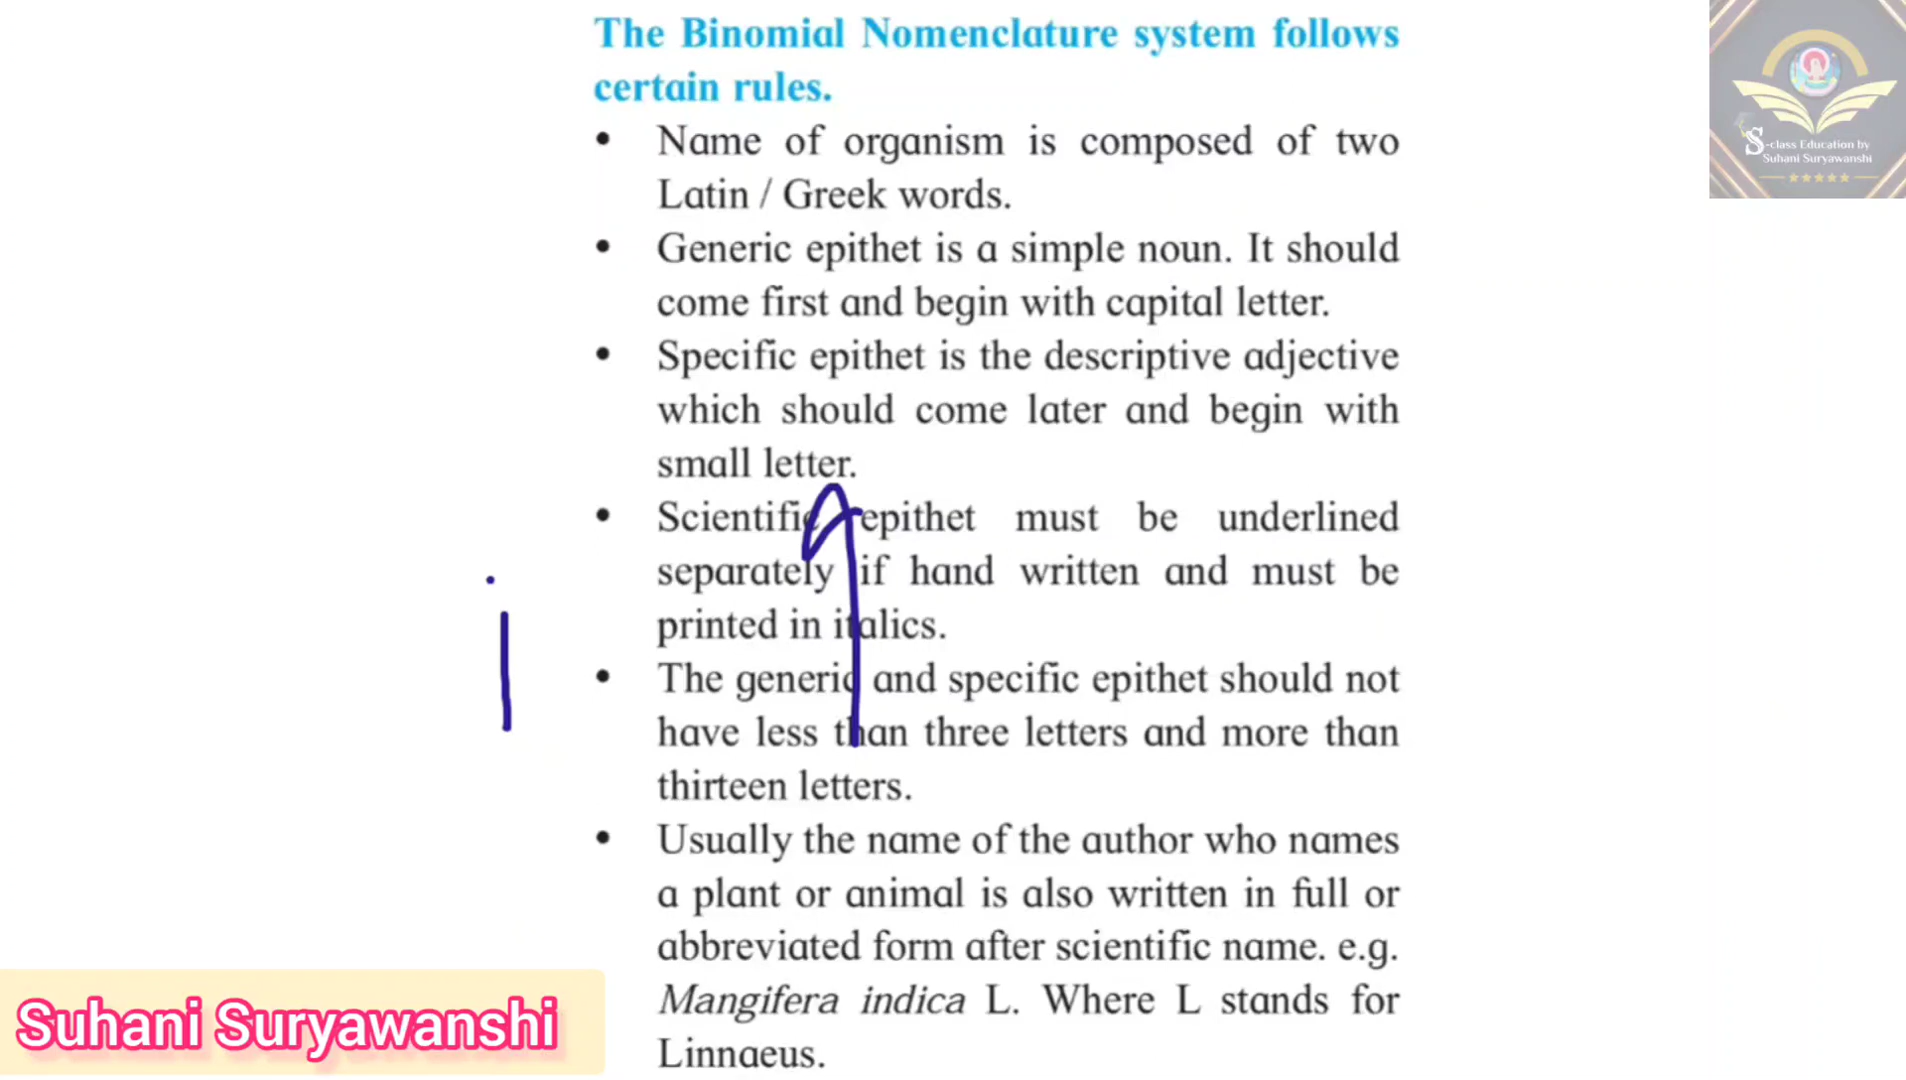 The Binomial Nomenclature system follows
certain rules.
• Name of organism is composed of two
Latin / Greek words.
• Generic epithet is a simple noun. It should
come first and begin with capital letter.
• Specific epithet is the descriptive adjective
which should come later and begin with
small letter.
• Scientific epithet must be underlined
separately if hand written and must be
printed in italics.
• The generic and specific epithet should not
have less than three letters and more than
thirteen letters.
• Usually the name of the author who names
a plant or animal is also written in full or
abbreviated form after scientific name. e.g.
Mangifera indica L. Where L stands for
Linnaeus.
i
S-class Education by
Suhani Suryawanshi
Suhani Suryawanshi